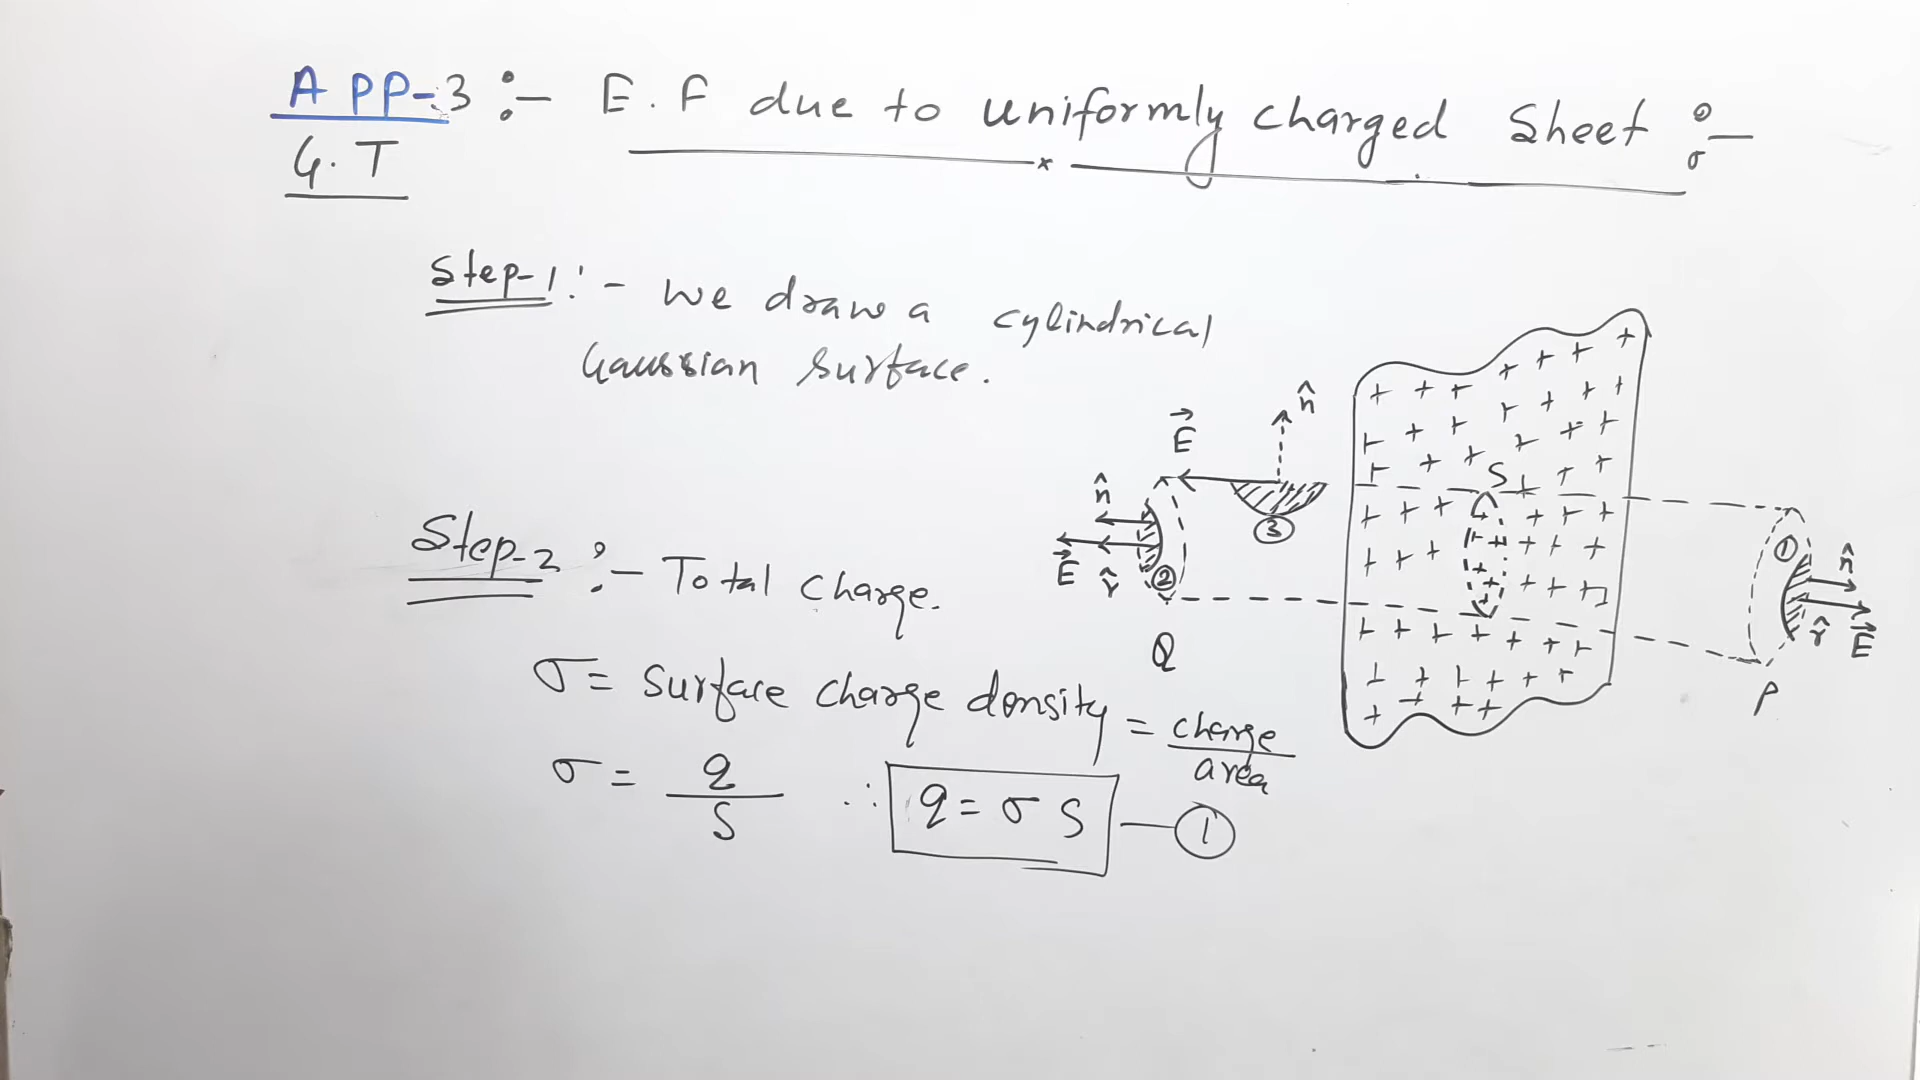 APP-3 :- E.F due to uniformly charged Sheet :-
G.T
Step-1 :- We draw a cylindrical
Gaussian Surface.
Step-2 :- Total charge.
σ = Surface charge density = charge/area
σ = q/S ∴ q = σ S — ①
E⃗ n̂
n̂
E⃗ r̂ ② ③
Q
S
① n̂
r̂ E⃗
P